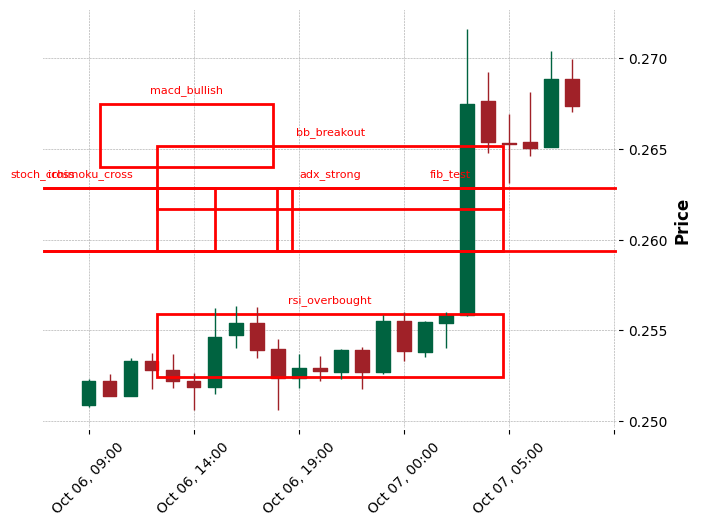 macd_bullish
0.270
bb_breakout
0.265
stoch_cross
ichimoku_cross
adx_strong
fib_test
Price
0.260
rsi_overbought
0.255
0.250
Oct 06, 09:00
Oct 06, 14:00
Oct 06, 19:00
Oct 07, 00:00
Oct 07, 05:00